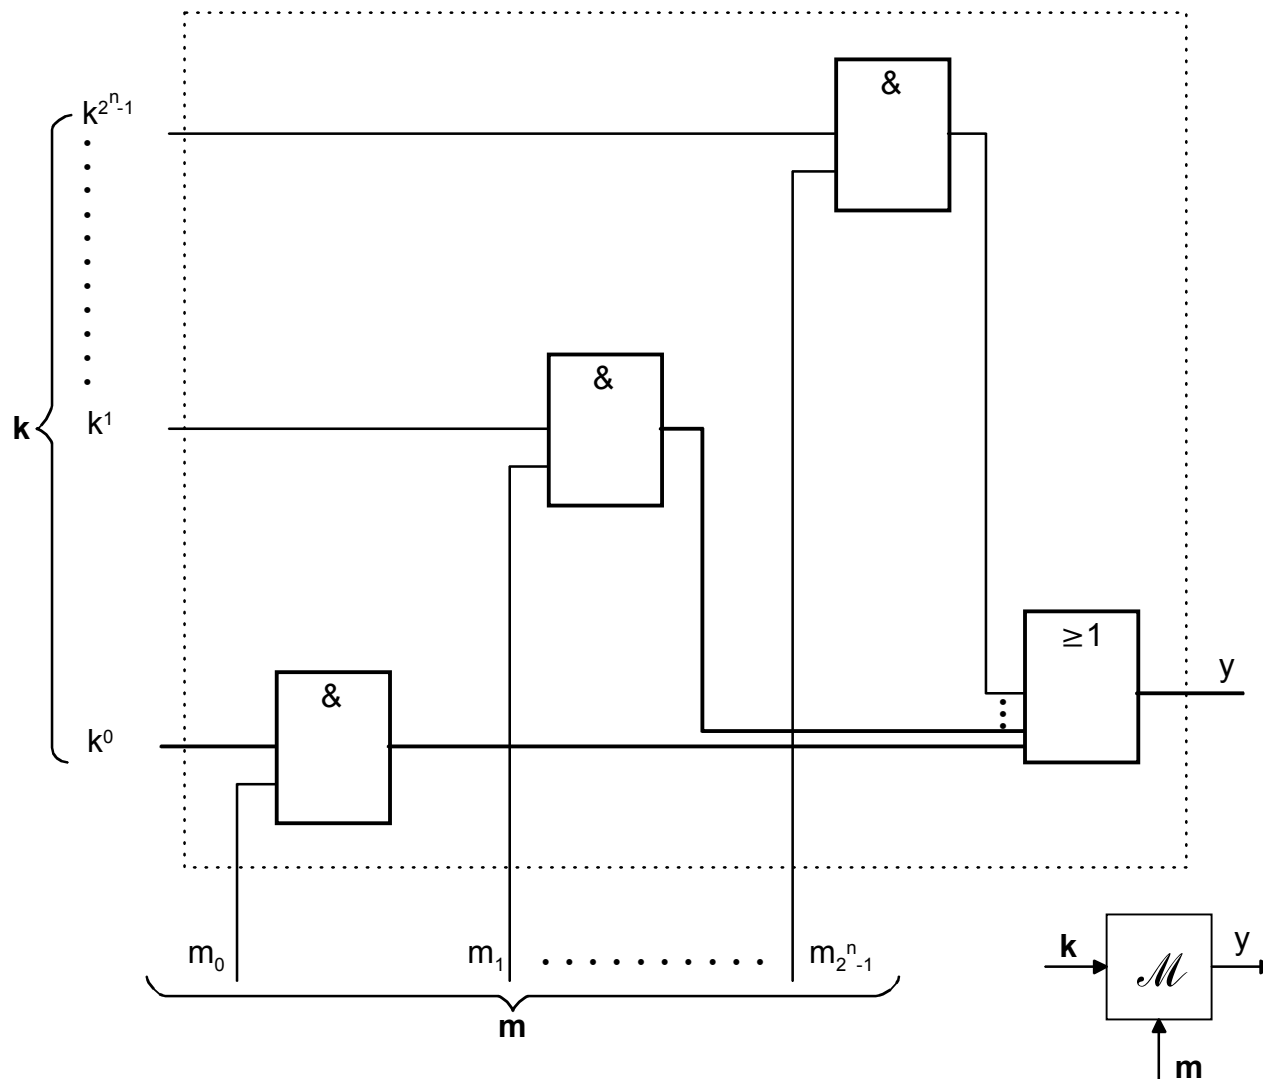 &
k^{2^n-1}
&
k k^1
≥1
y
&
k^0
m_0 m_1 m_{2^n-1}
m
k ℳ y
m